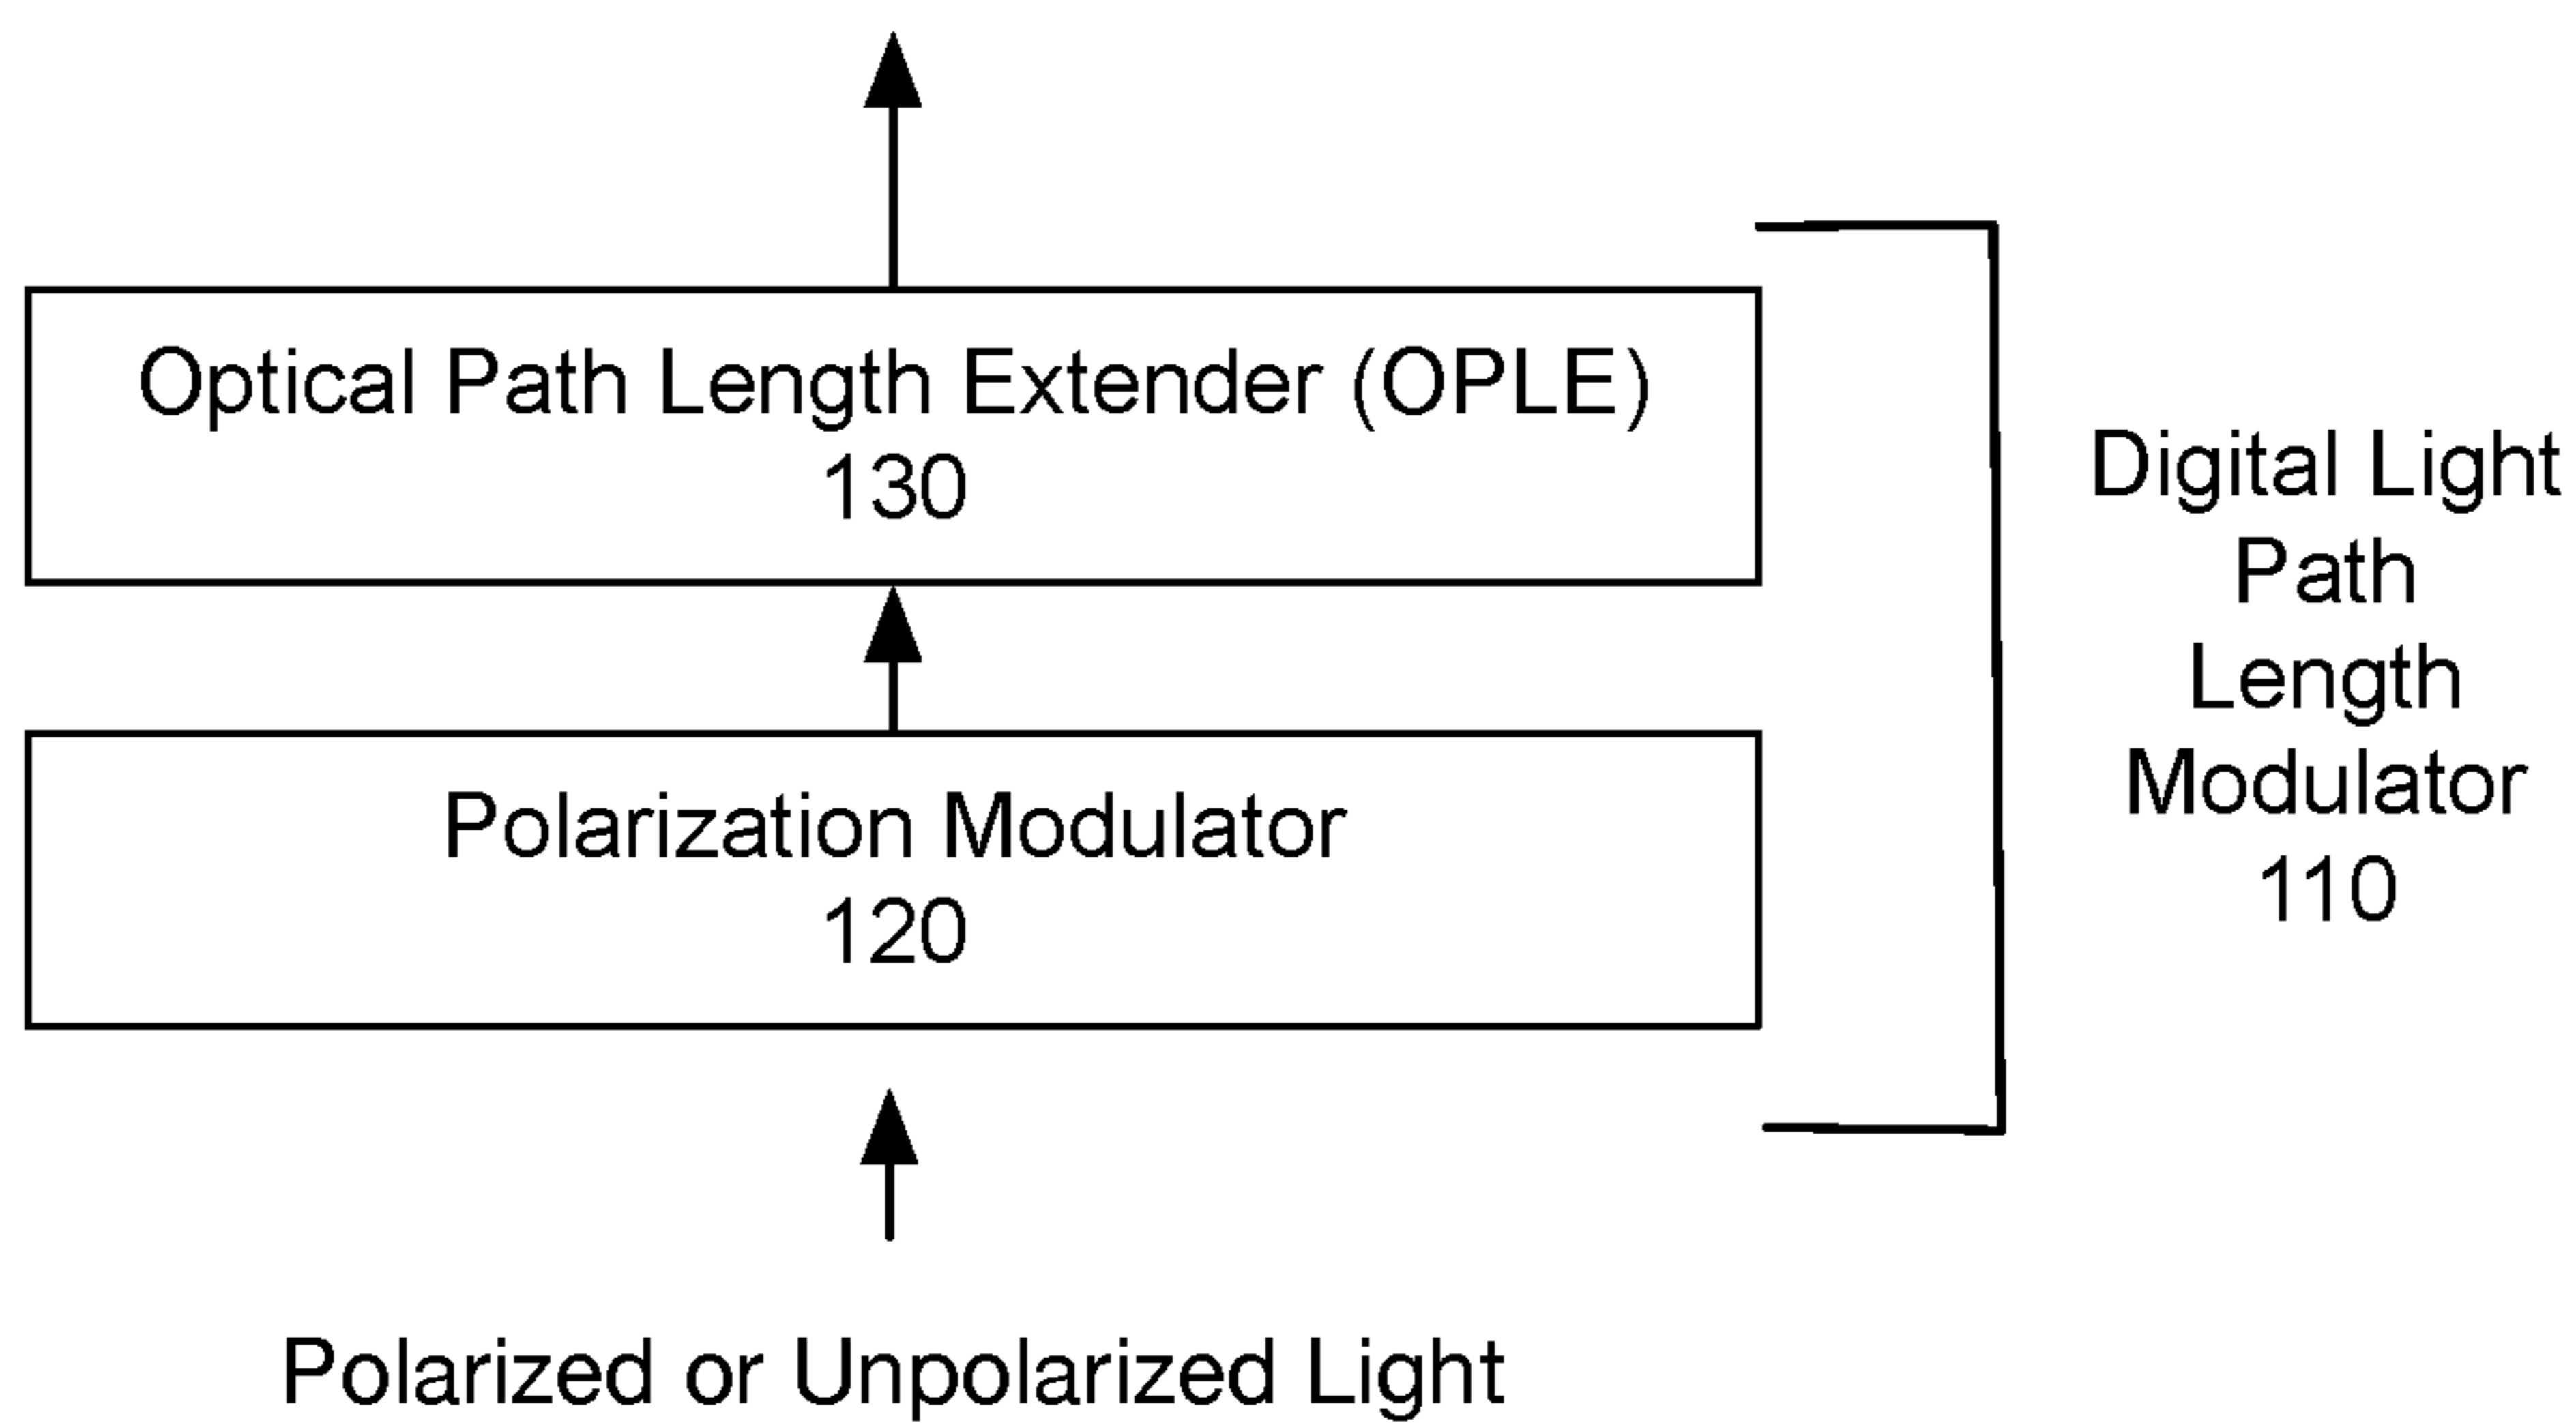 Optical Path Length Extender (OPLE)
130
Polarization Modulator
120
Digital Light
Path
Length
Modulator
110
Polarized or Unpolarized Light